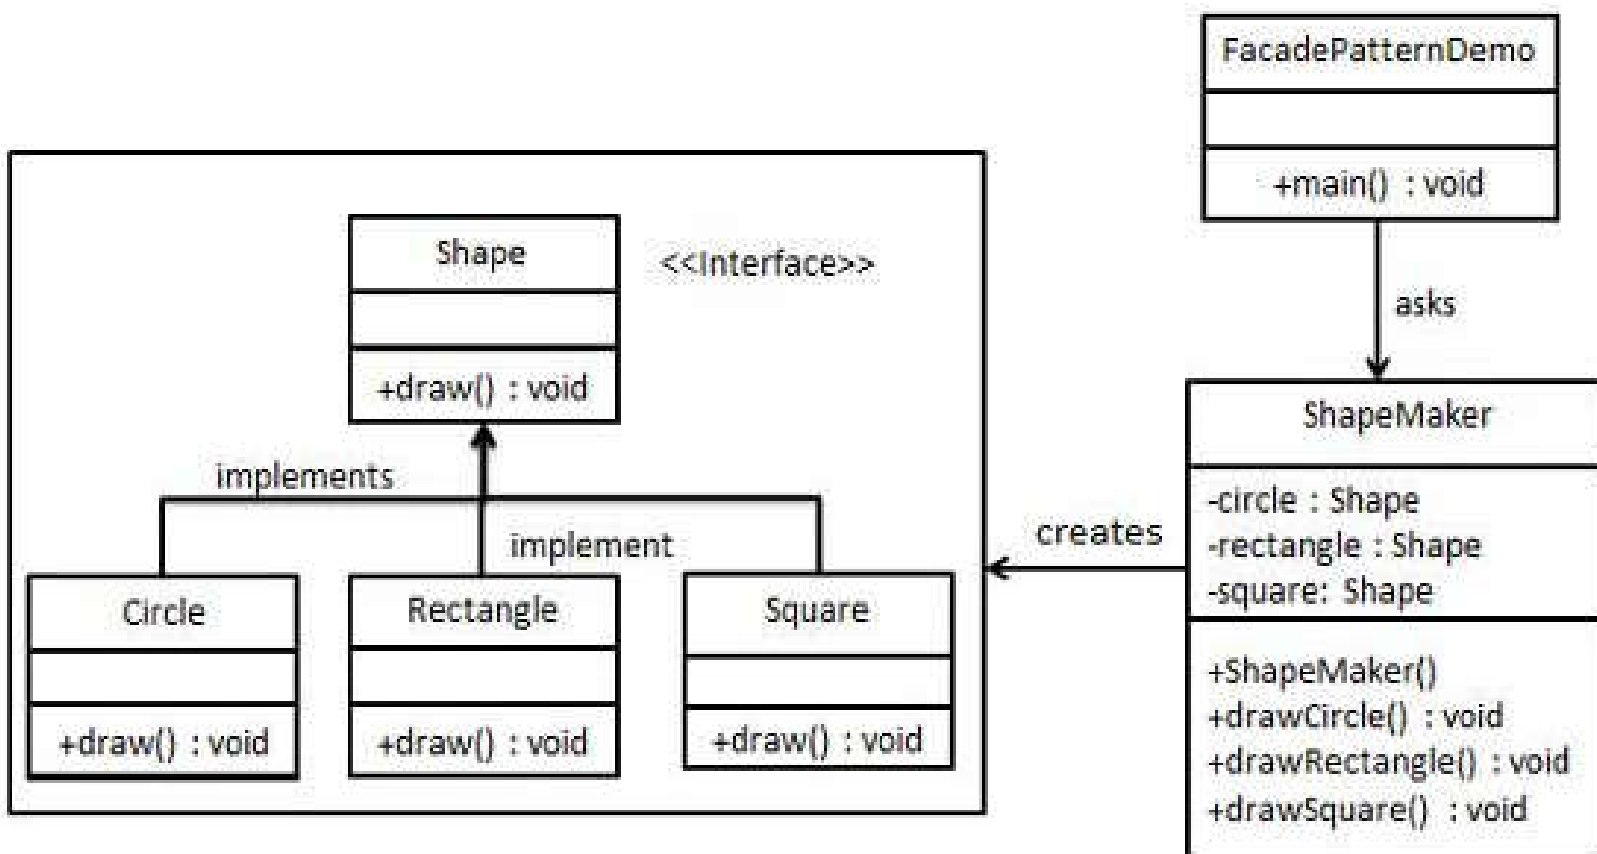 FacadePatternDemo
+main() : void
asks
Shape
<<Interface>>
+draw() : void
implements
implement
Circle
+draw() : void
Rectangle
+draw() : void
Square
+draw() : void
creates
ShapeMaker
-circle : Shape
-rectangle : Shape
-square: Shape
+ShapeMaker()
+drawCircle() : void
+drawRectangle() : void
+drawSquare() : void